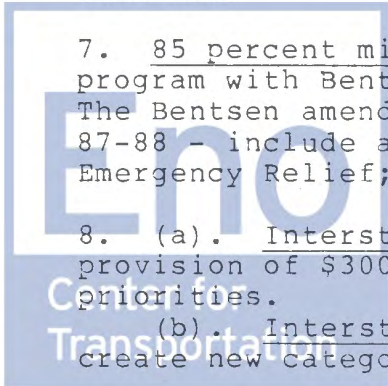 7. 85 percent mi
program with Bent
The Bentsen amend
87-88 - include a
Emergency Relief;
8. (a). Interst
provision of $300
priorities.
(b). Interst
create new catego
Eno
Center for
Transportation